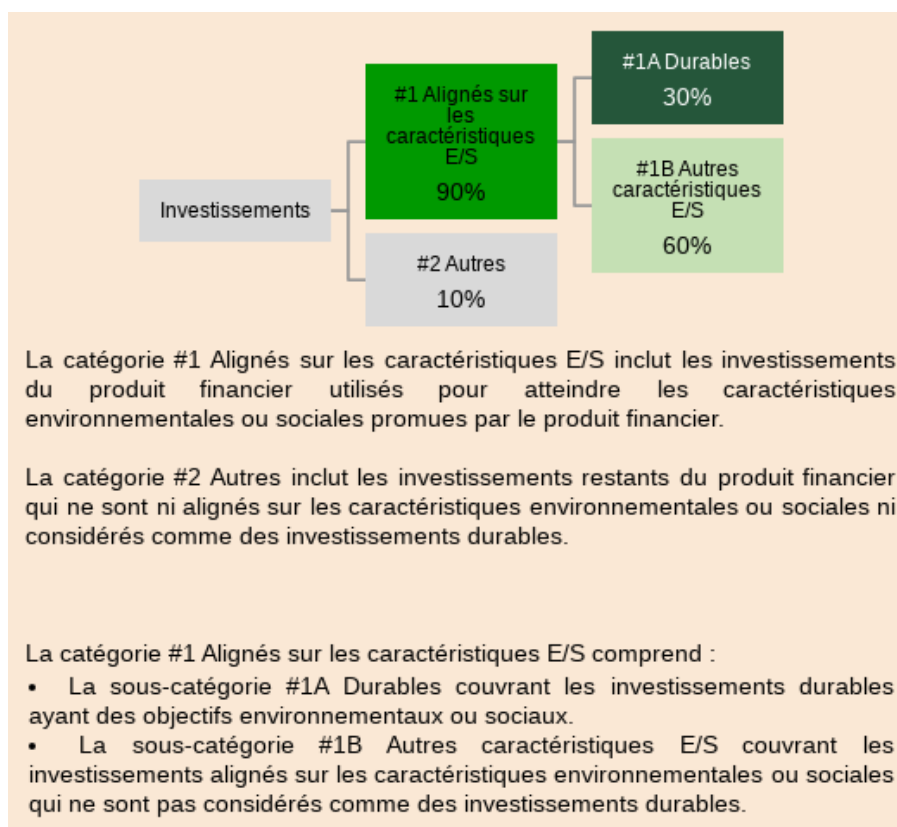 #1A Durables
30%
#1 Alignés sur
les
caractéristiques
E/S
90%
#1B Autres
caractéristiques
E/S
60%
Investissements
#2 Autres
10%
La catégorie #1 Alignés sur les caractéristiques E/S inclut les investissements
du produit financier utilisés pour atteindre les caractéristiques
environnementales ou sociales promues par le produit financier.
La catégorie #2 Autres inclut les investissements restants du produit financier
qui ne sont ni alignés sur les caractéristiques environnementales ou sociales ni
considérés comme des investissements durables.
La catégorie #1 Alignés sur les caractéristiques E/S comprend :
• La sous-catégorie #1A Durables couvrant les investissements durables
ayant des objectifs environnementaux ou sociaux.
• La sous-catégorie #1B Autres caractéristiques E/S couvrant les
investissements alignés sur les caractéristiques environnementales ou sociales
qui ne sont pas considérés comme des investissements durables.